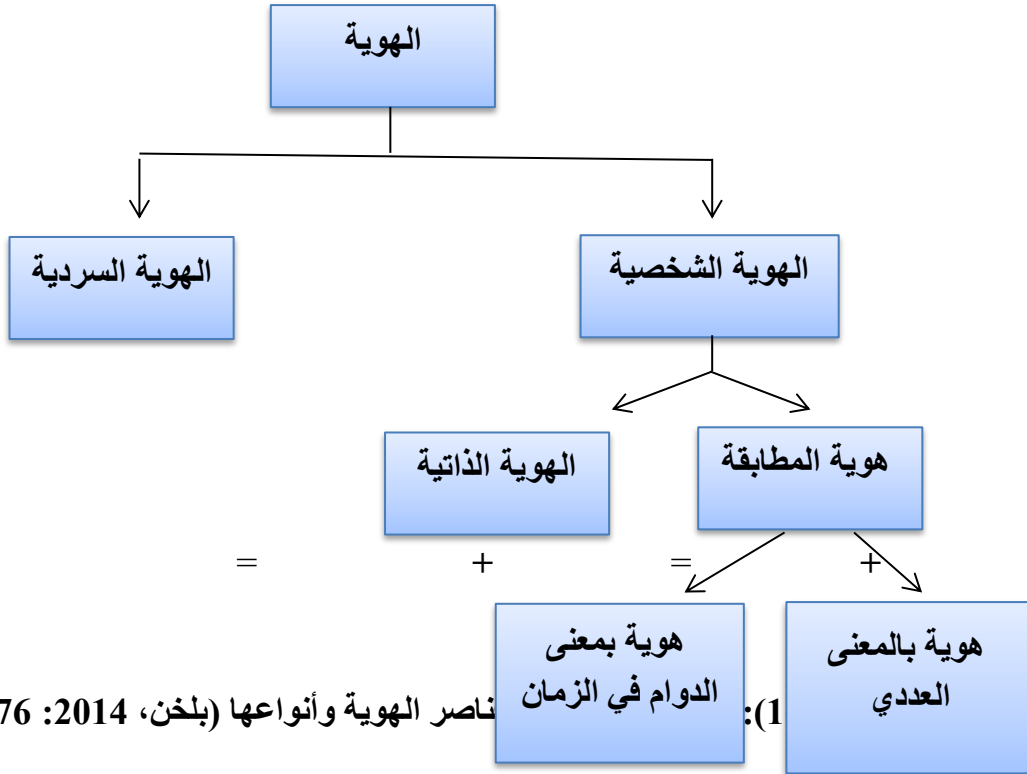 الهوية
الهوية الشخصية
الهوية السردية
هوية المطابقة
الهوية الذاتية
+ = + =
هوية بالمعنى
العددي
هوية بمعنى
الدوام في الزمان
1): ناصر الهوية وأنواعها (بلخن، 2014: 76